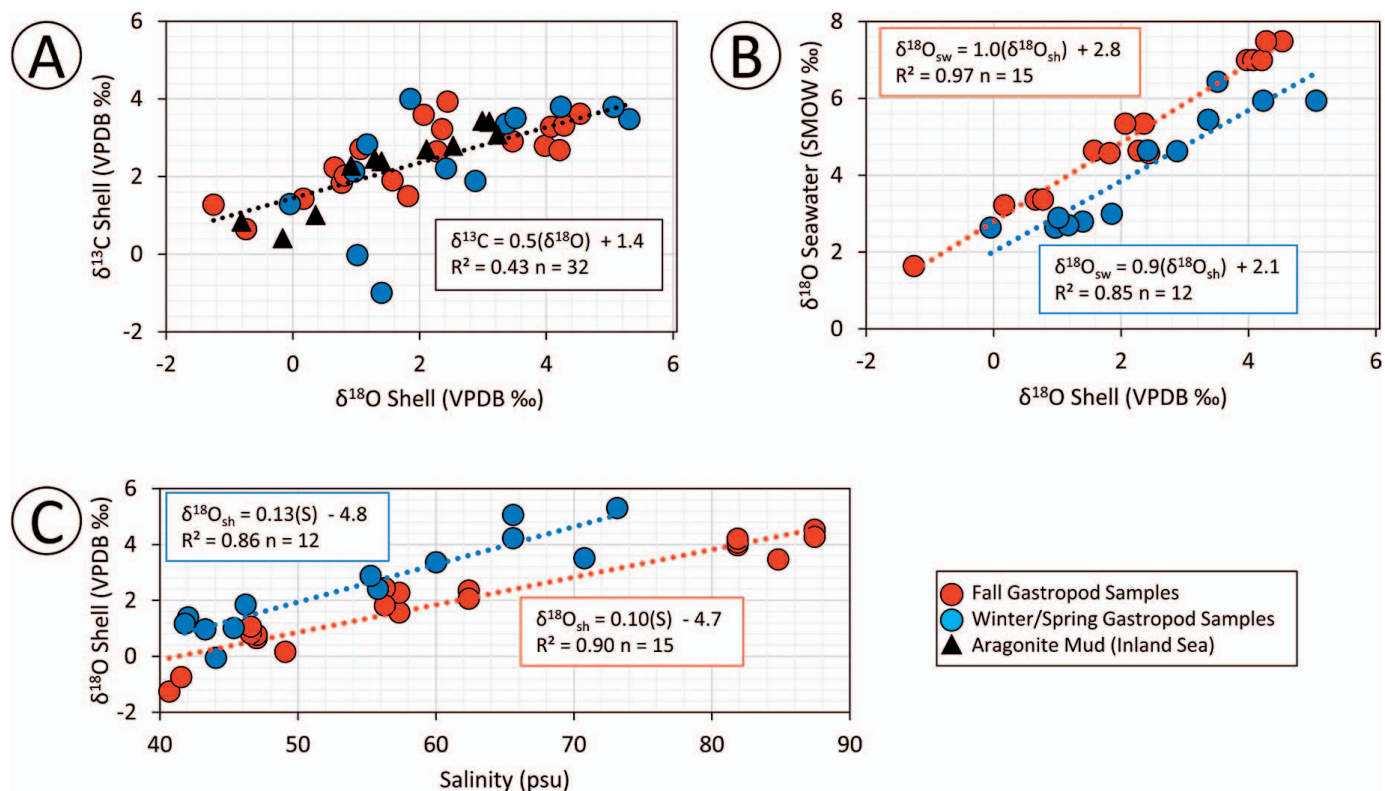 A
6
4
2
0
-2
-2
0
2
4
6
δ13C Shell (VPDB ‰)
δ18O Shell (VPDB ‰)
δ¹³C = 0.5(δ¹⁸O) + 1.4
R² = 0.43 n = 32
B
8
6
4
2
0
-2
0
2
4
6
δ¹⁸O Seawater (SMOW ‰)
δ¹⁸O Shell (VPDB ‰)
δ¹⁸Osw = 1.0(δ¹⁸Osh) + 2.8
R² = 0.97 n = 15
δ¹⁸Osw = 0.9(δ¹⁸Osh) + 2.1
R² = 0.85 n = 12
C
6
4
2
0
-2
40
50
60
70
80
90
δ¹⁸O Shell (VPDB ‰)
Salinity (psu)
δ¹⁸Osh = 0.13(S) - 4.8
R² = 0.86 n = 12
δ¹⁸Osh = 0.10(S) - 4.7
R² = 0.90 n = 15
Fall Gastropod Samples
Winter/Spring Gastropod Samples
Aragonite Mud (Inland Sea)